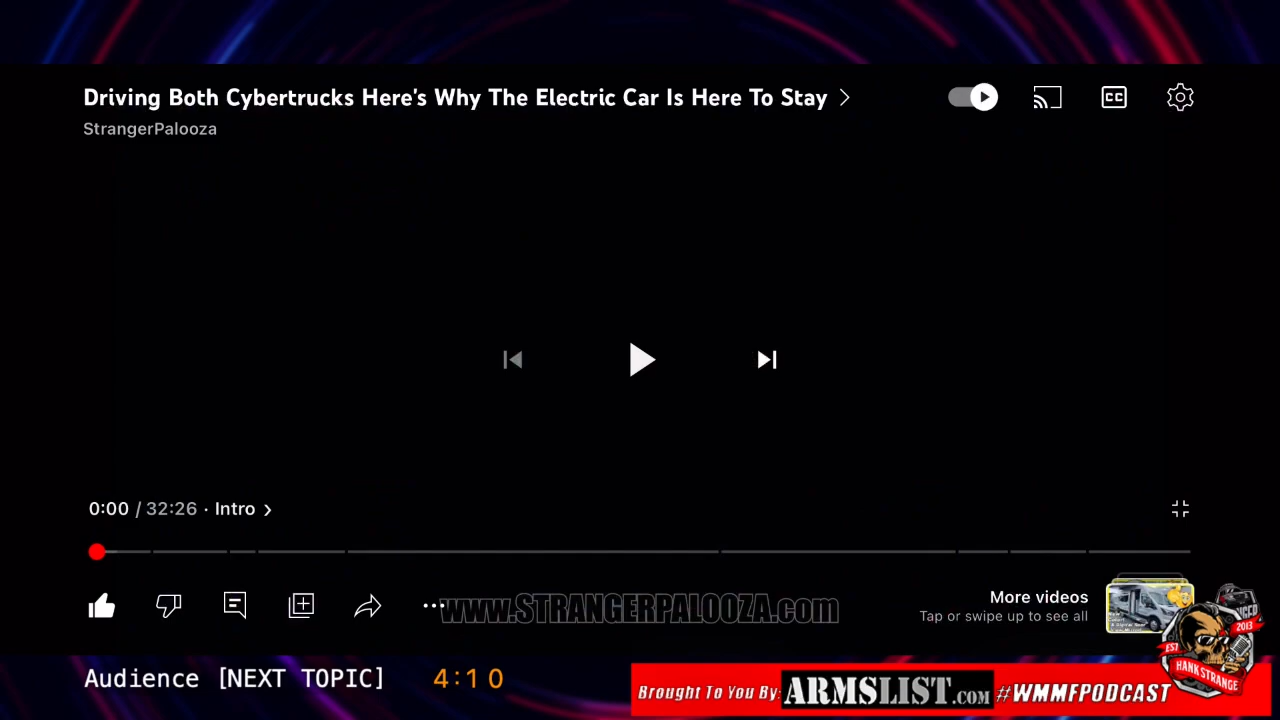 Driving Both Cybertrucks Here's Why The Electric Car Is Here To Stay
StrangerPalooza
CC
0:00 / 32:26 · Intro
www.STRANGERPALOOZA.com
More videos
Tap or swipe up to see all
2013
EST
HANK STRANGE
Audience [NEXT TOPIC] 4:10
Brought To You By: ARMSLIST.COM #WMMFPODCAST